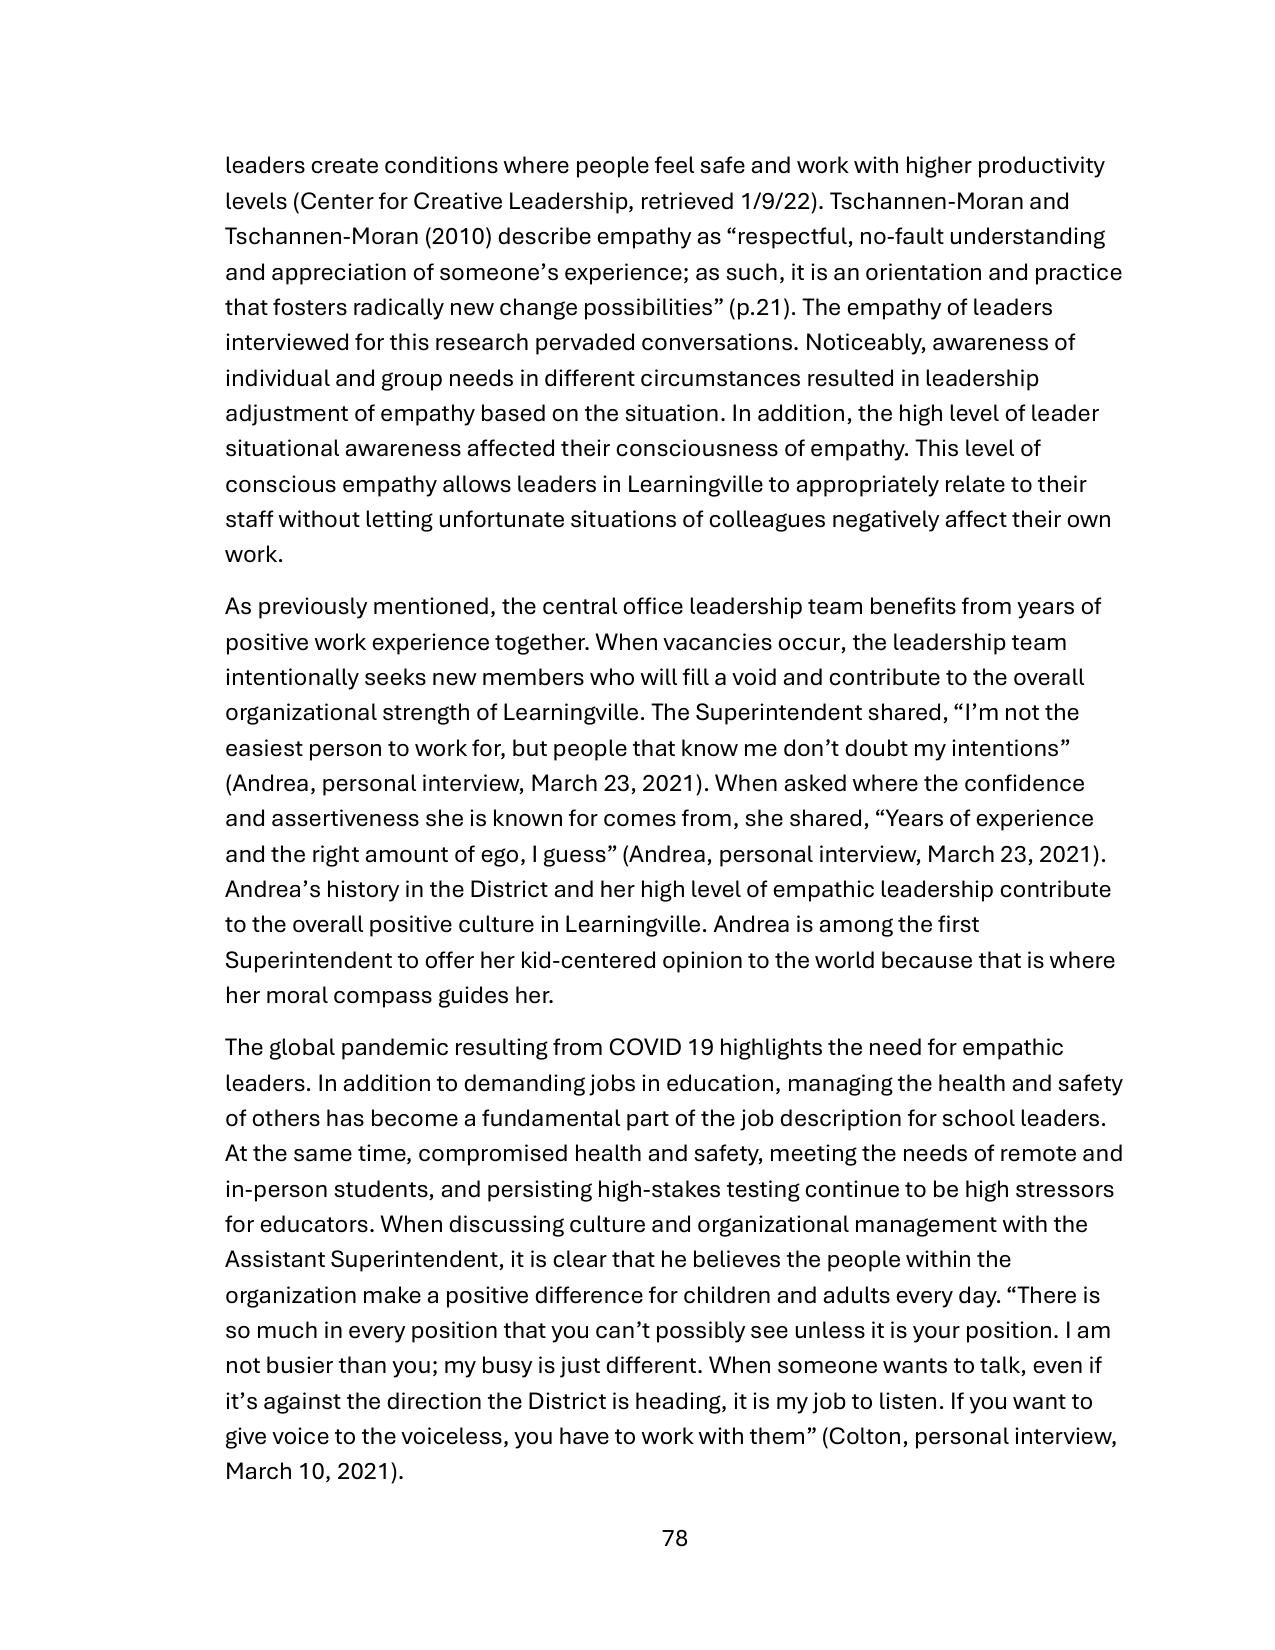 leaders create conditions where people feel safe and work with higher productivity
levels (Center for Creative Leadership, retrieved 1/9/22). Tschannen-Moran and
Tschannen-Moran (2010) describe empathy as “respectful, no-fault understanding
and appreciation of someone’s experience; as such, it is an orientation and practice
that fosters radically new change possibilities” (p.21). The empathy of leaders
interviewed for this research pervaded conversations. Noticeably, awareness of
individual and group needs in different circumstances resulted in leadership
adjustment of empathy based on the situation. In addition, the high level of leader
situational awareness affected their consciousness of empathy. This level of
conscious empathy allows leaders in Learningville to appropriately relate to their
staff without letting unfortunate situations of colleagues negatively affect their own
work.
As previously mentioned, the central office leadership team benefits from years of
positive work experience together. When vacancies occur, the leadership team
intentionally seeks new members who will fill a void and contribute to the overall
organizational strength of Learningville. The Superintendent shared, “I’m not the
easiest person to work for, but people that know me don’t doubt my intentions”
(Andrea, personal interview, March 23, 2021). When asked where the confidence
and assertiveness she is known for comes from, she shared, “Years of experience
and the right amount of ego, I guess” (Andrea, personal interview, March 23, 2021).
Andrea’s history in the District and her high level of empathic leadership contribute
to the overall positive culture in Learningville. Andrea is among the first
Superintendent to offer her kid-centered opinion to the world because that is where
her moral compass guides her.
The global pandemic resulting from COVID 19 highlights the need for empathic
leaders. In addition to demanding jobs in education, managing the health and safety
of others has become a fundamental part of the job description for school leaders.
At the same time, compromised health and safety, meeting the needs of remote and
in-person students, and persisting high-stakes testing continue to be high stressors
for educators. When discussing culture and organizational management with the
Assistant Superintendent, it is clear that he believes the people within the
organization make a positive difference for children and adults every day. “There is
so much in every position that you can’t possibly see unless it is your position. I am
not busier than you; my busy is just different. When someone wants to talk, even if
it’s against the direction the District is heading, it is my job to listen. If you want to
give voice to the voiceless, you have to work with them” (Colton, personal interview,
March 10, 2021).
78